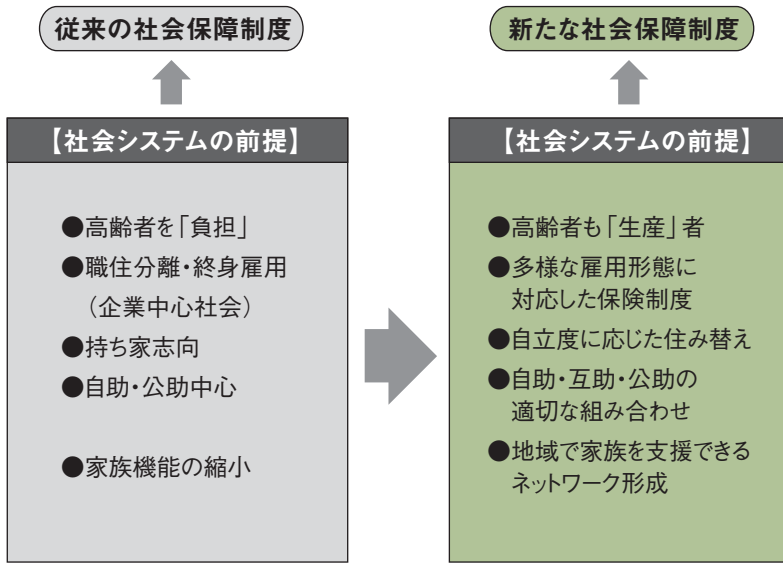 従来の社会保障制度
【社会システムの前提】
●高齢者を「負担」
●職住分離・終身雇用
（企業中心社会）
●持ち家志向
●自助・公助中心
●家族機能の縮小
新たな社会保障制度
【社会システムの前提】
●高齢者も「生産」者
●多様な雇用形態に
対応した保険制度
●自立度に応じた住み替え
●自助・互助・公助の
適切な組み合わせ
●地域で家族を支援できる
ネットワーク形成